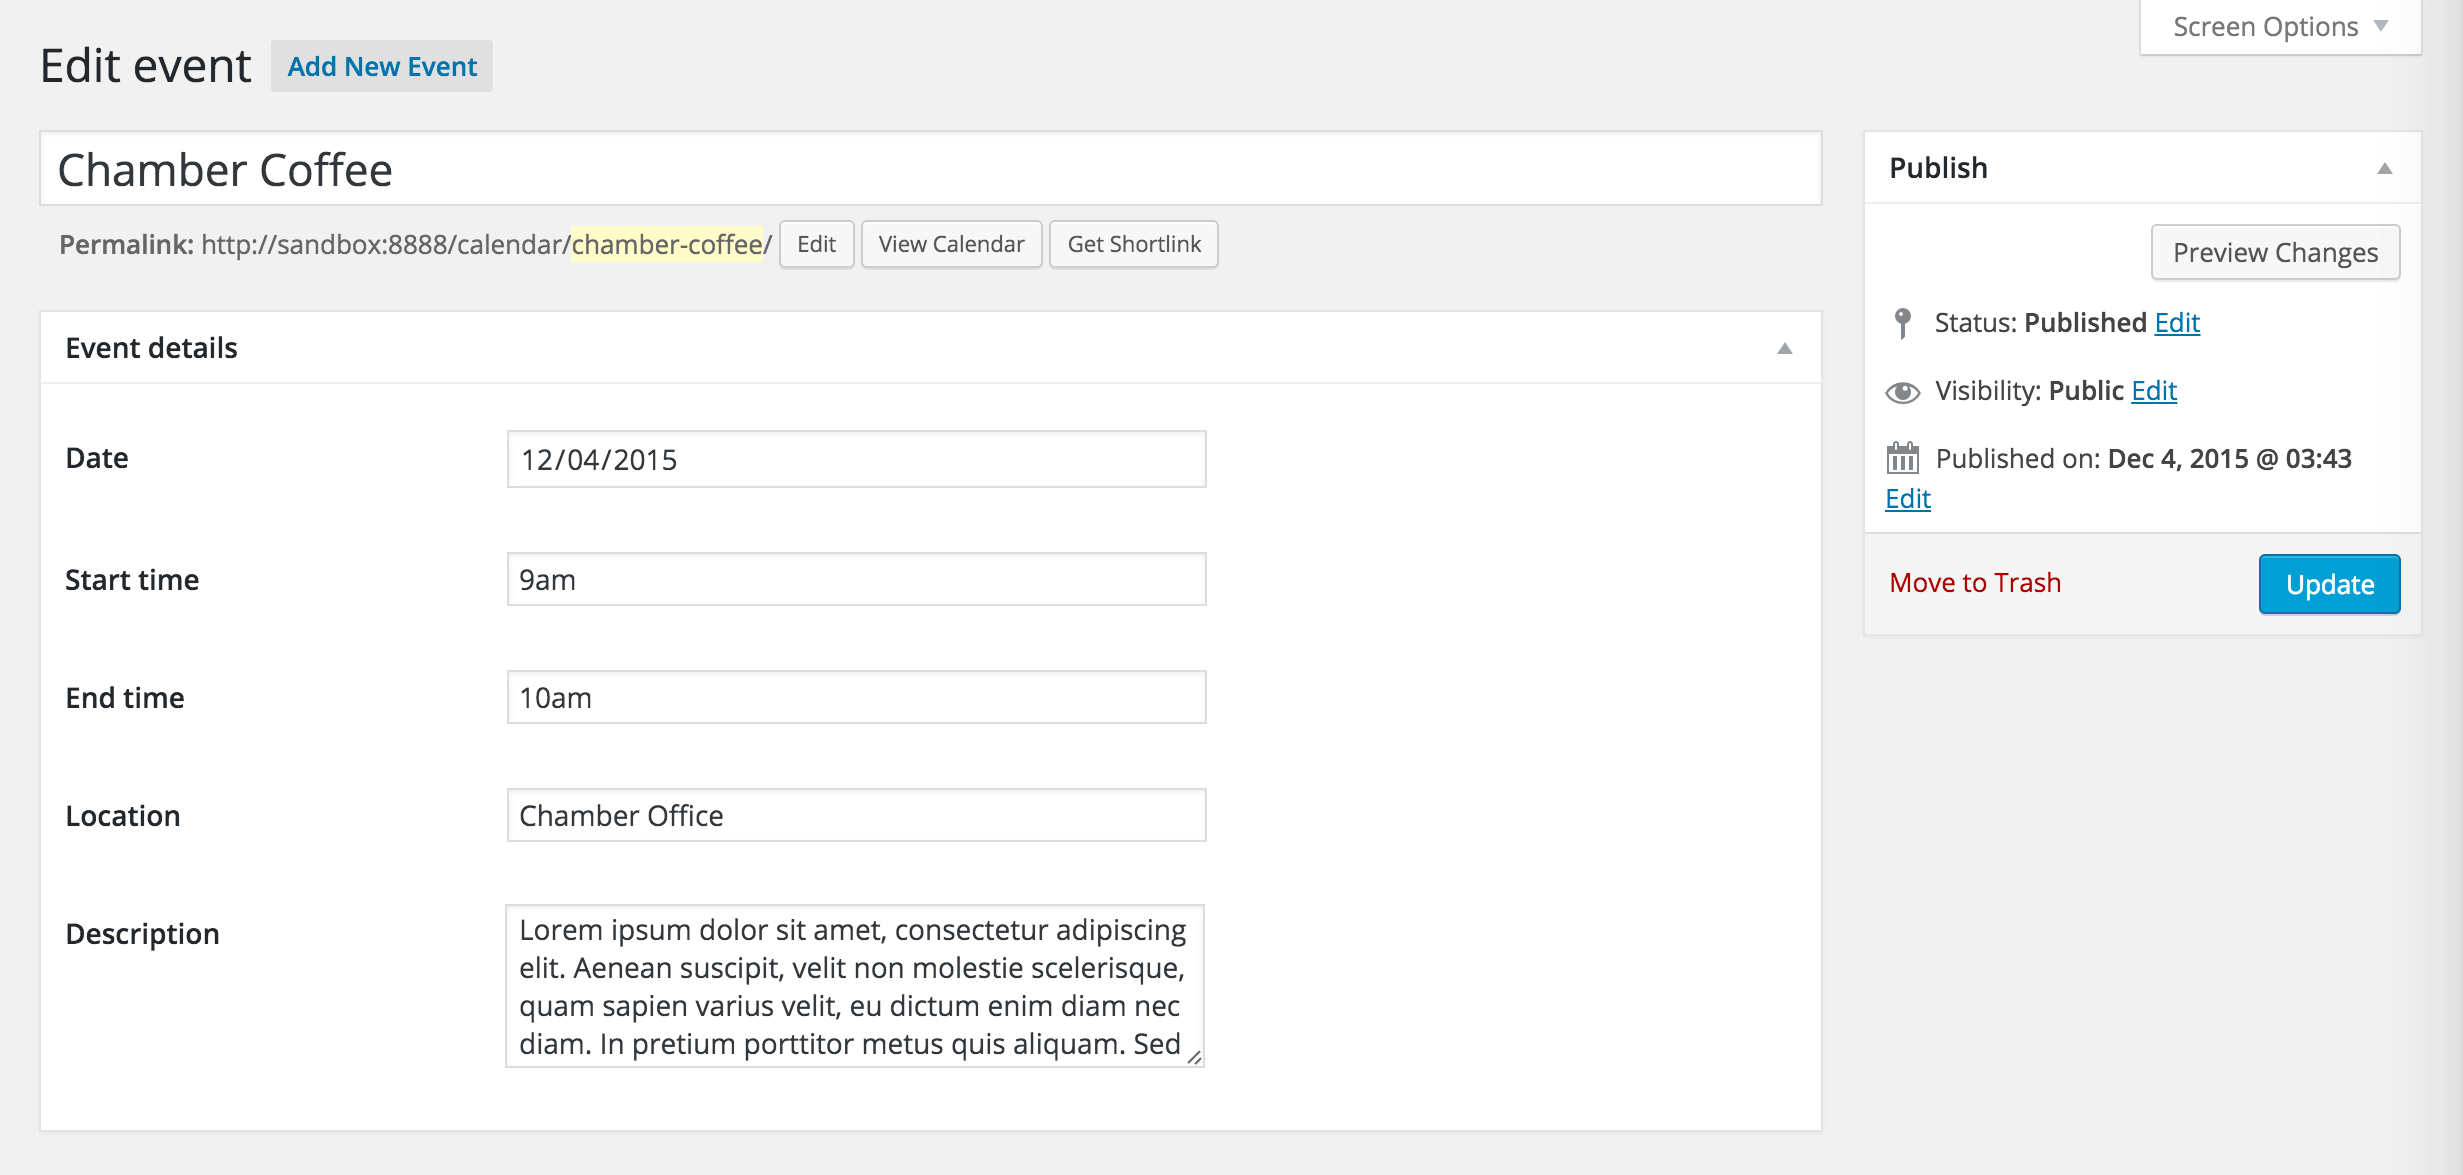 Screen Options
Edit event Add New Event
Chamber Coffee
Permalink: http://sandbox:8888/calendar/chamber-coffee/ Edit View Calendar Get Shortlink
Event details
Date 12/04/2015
Start time 9am
End time 10am
Location Chamber Office
Description Lorem ipsum dolor sit amet, consectetur adipiscing
elit. Aenean suscipit, velit non molestie scelerisque,
quam sapien varius velit, eu dictum enim diam nec
diam. In pretium porttitor metus quis aliquam. Sed
Publish
Preview Changes
Status: Published Edit
Visibility: Public Edit
Published on: Dec 4, 2015 @ 03:43
Edit
Move to Trash Update